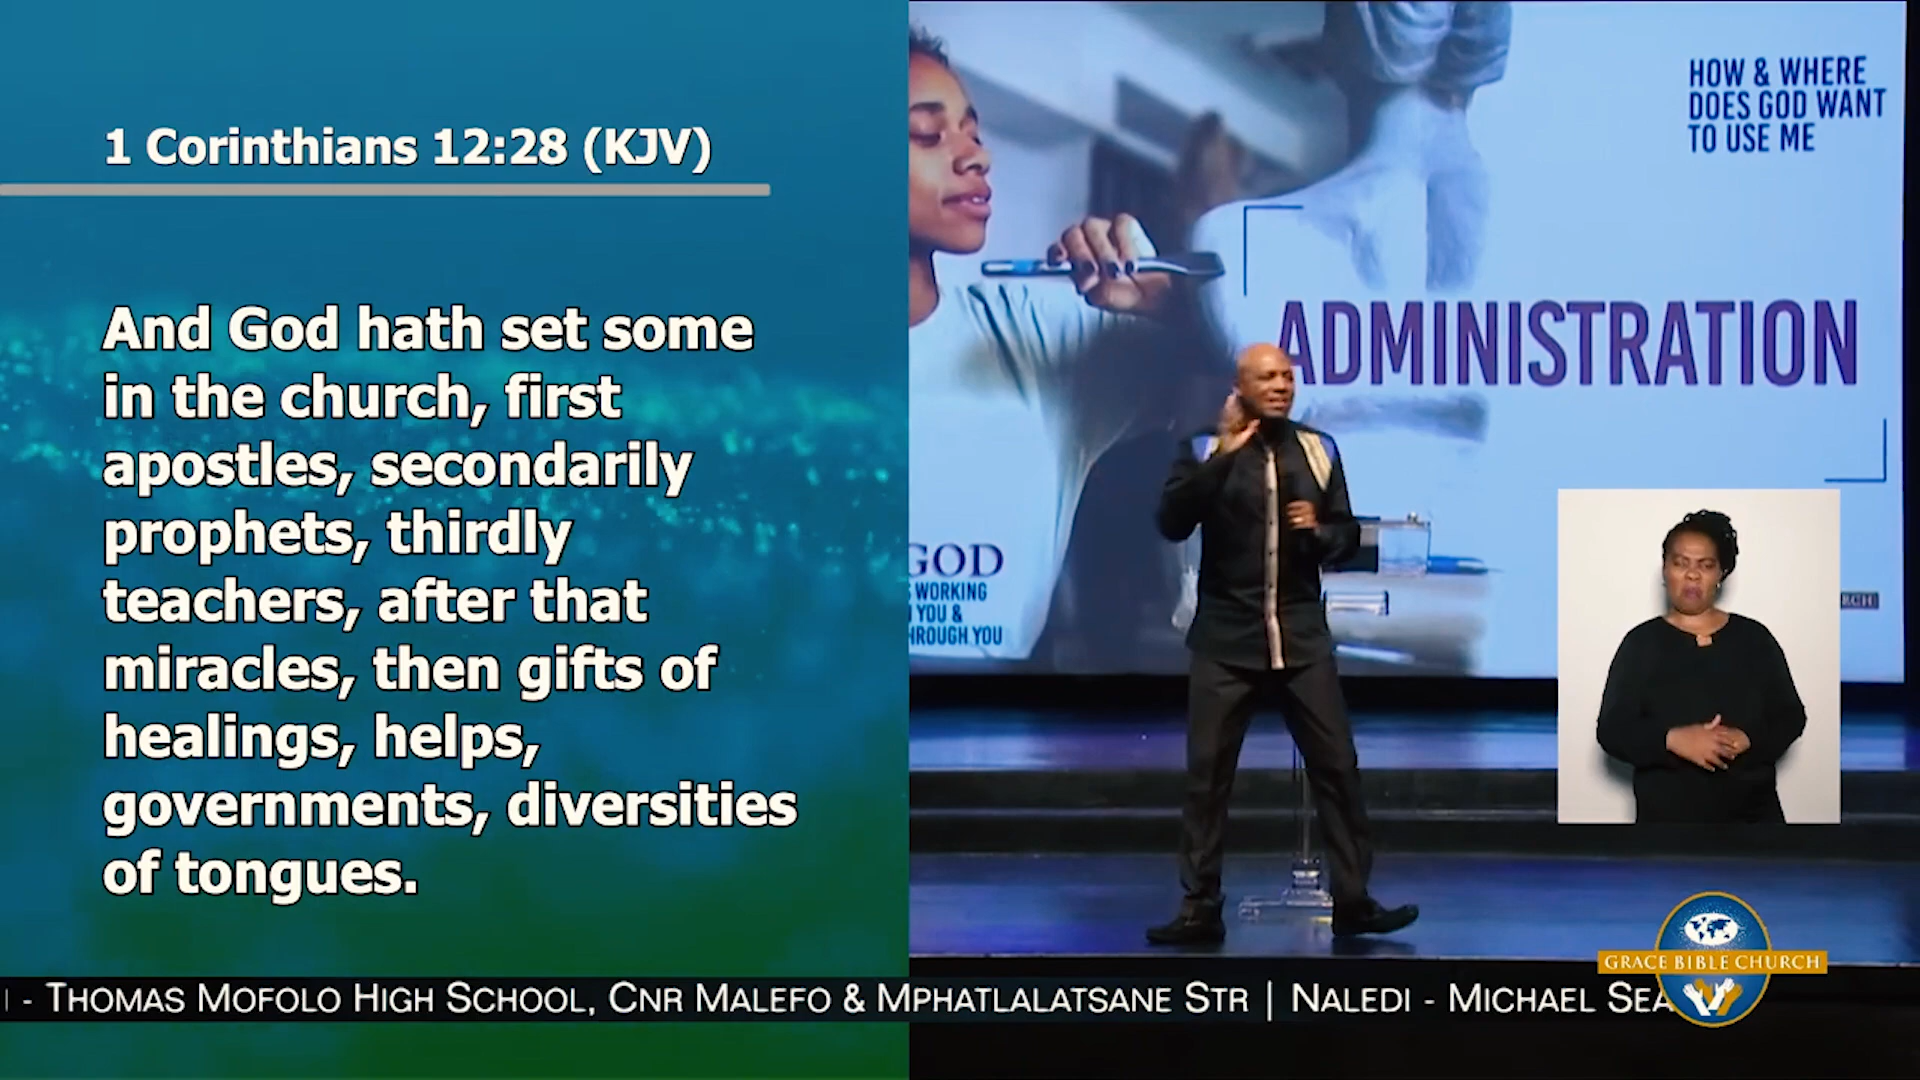 1 Corinthians 12:28 (KJV)
And God hath set some
in the church, first
apostles, secondarily
prophets, thirdly
teachers, after that
miracles, then gifts of
healings, helps,
governments, diversities
of tongues.
HOW & WHERE
DOES GOD WANT
TO USE ME
ADMINISTRATION
GOD
WORKING
YOU &
HROUGH YOU
RCH
GRACE BIBLE CHURCH
- THOMAS MOFOLO HIGH SCHOOL, CNR MALEFO & MPHATLALATSANE STR | NALEDI - MICHAEL SEA